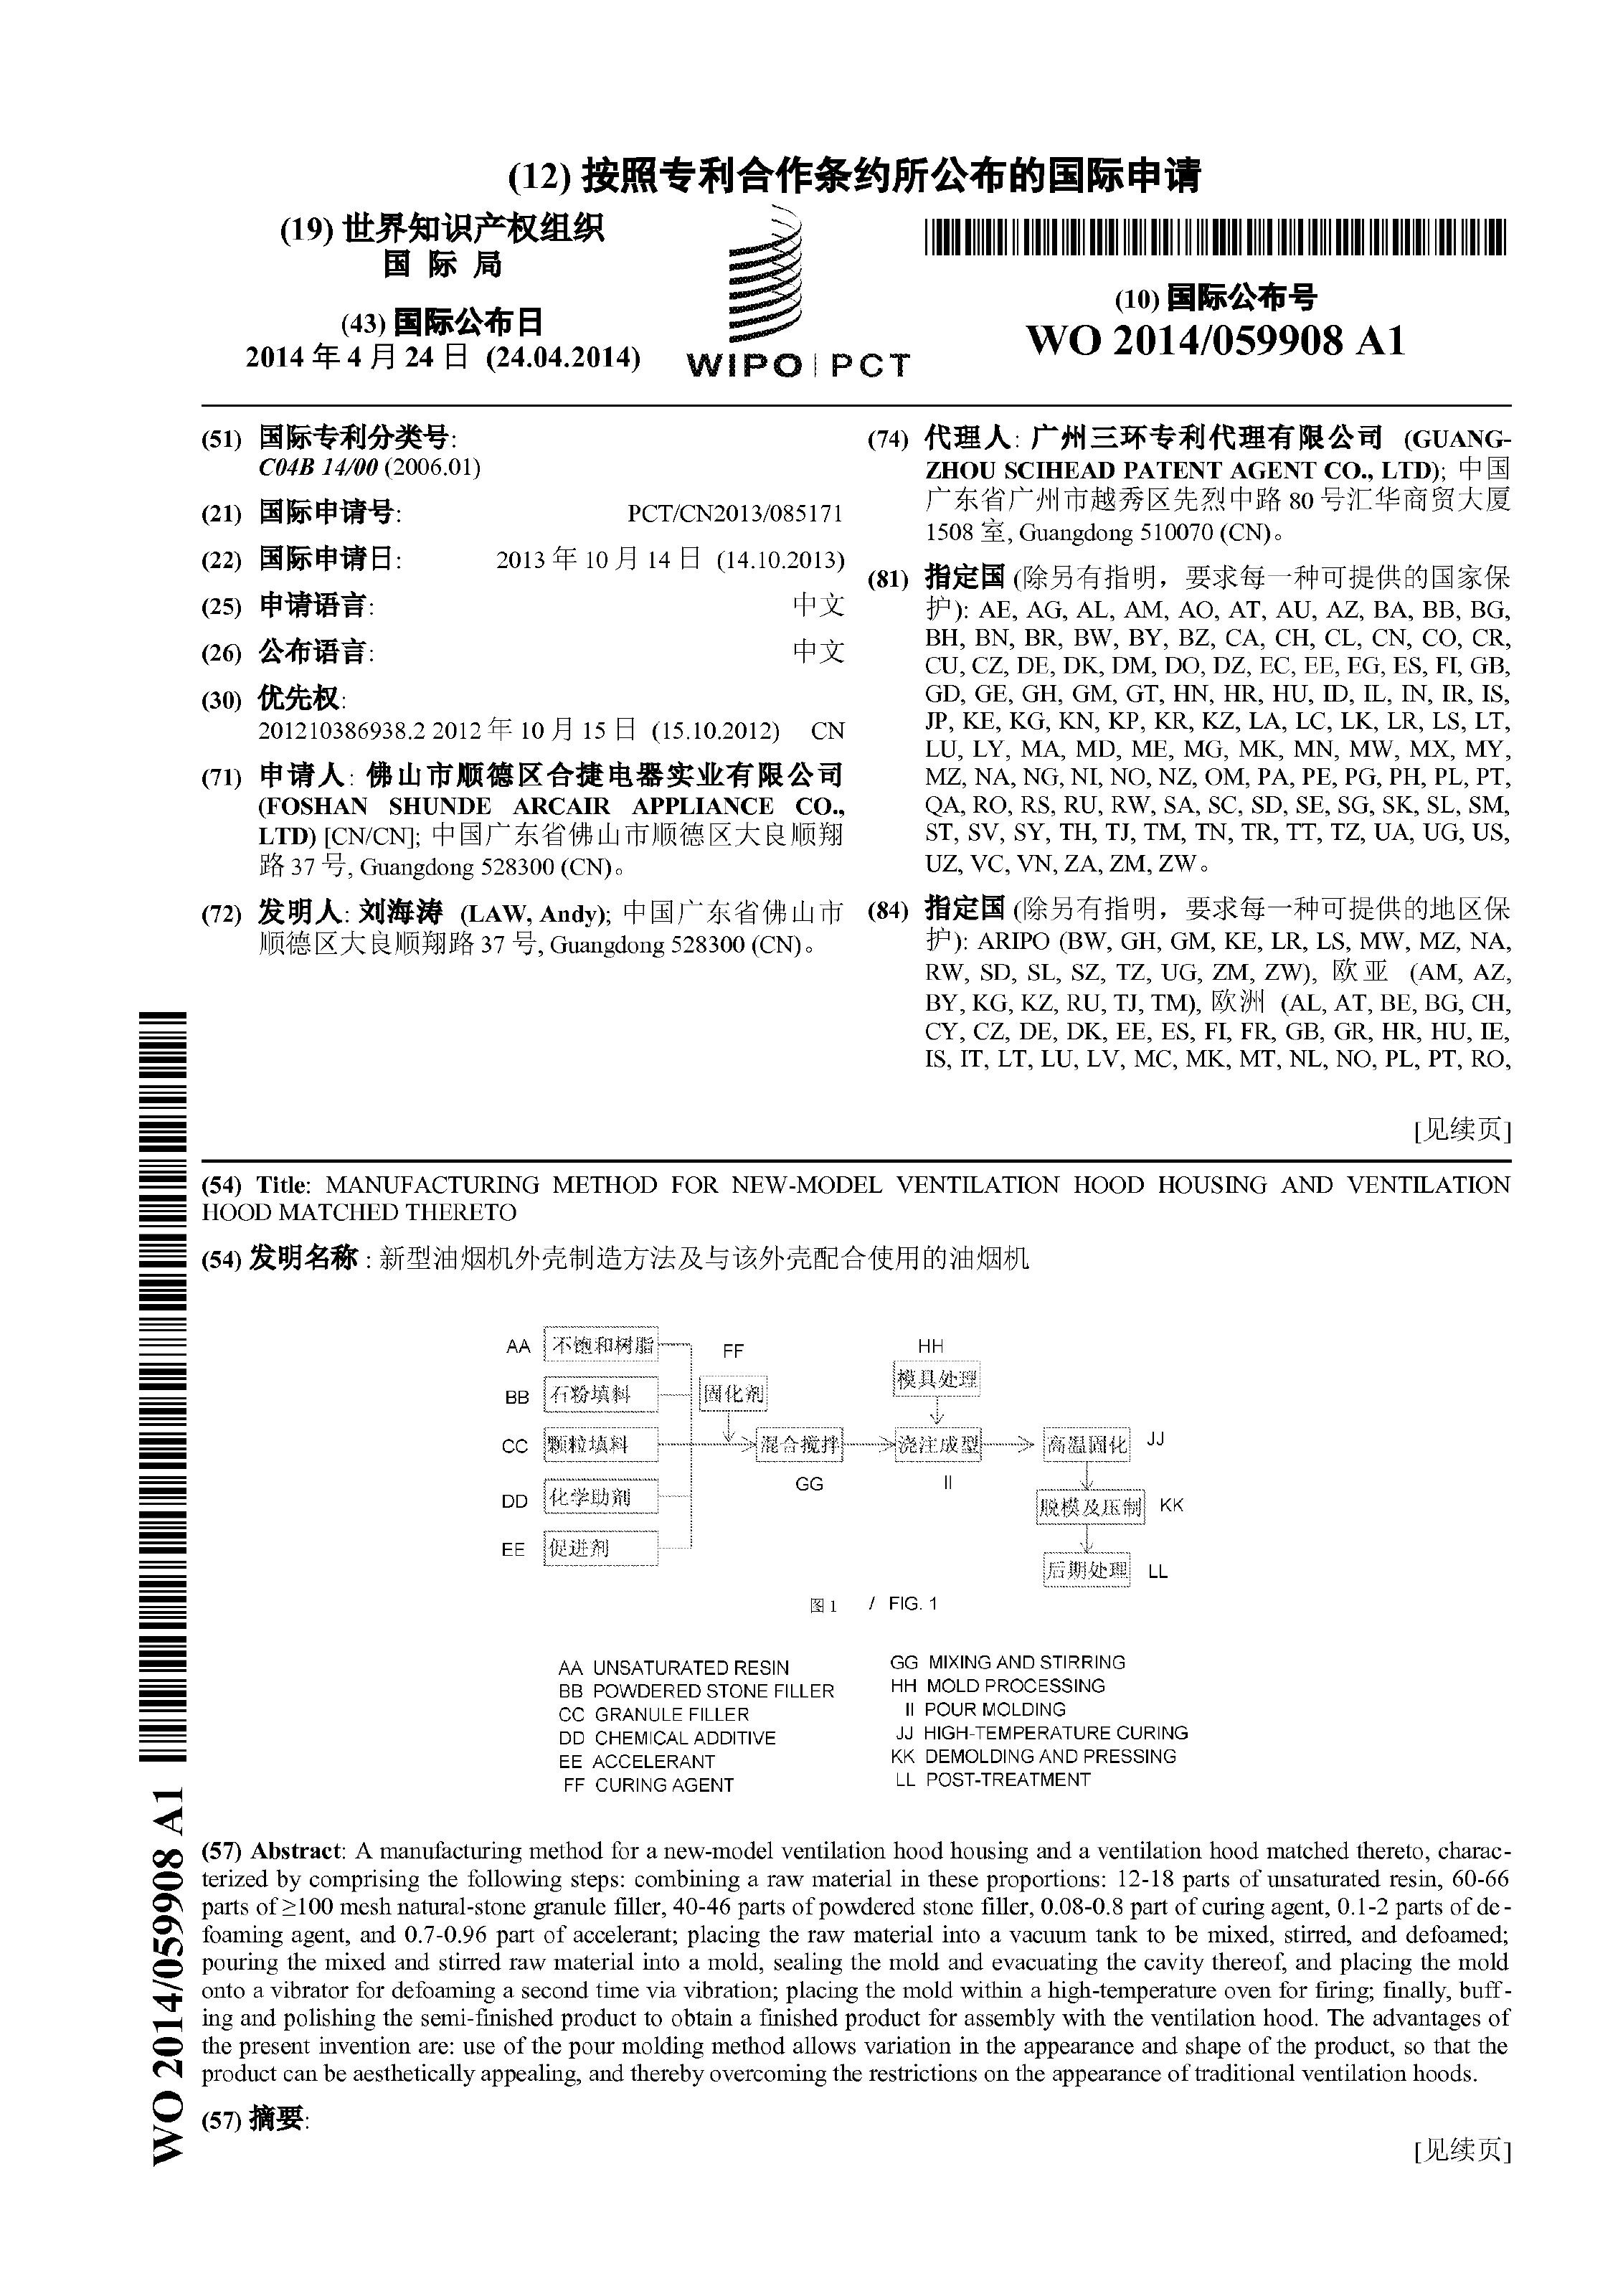 (12) 按照专利合作条约所公布的国际申请
(19) 世界知识产权组织
国 际 局
(43) 国际公布日
2014 年 4 月 24 日 (24.04.2014)
WIPO | PCT
(10) 国际公布号
WO 2014/059908 A1
(51) 国际专利分类号:
C04B 14/00 (2006.01)
(21) 国际申请号: PCT/CN2013/085171
(22) 国际申请日: 2013 年 10 月 14 日 (14.10.2013)
(25) 申请语言: 中文
(26) 公布语言: 中文
(30) 优先权:
201210386938.2 2012 年 10 月 15 日 (15.10.2012) CN
(71) 申请人: 佛山市顺德区合捷电器实业有限公司
(FOSHAN SHUNDE ARCAIR APPLIANCE CO.,
LTD) [CN/CN]; 中国广东省佛山市顺德区大良顺翔
路 37 号, Guangdong 528300 (CN)。
(72) 发明人: 刘海涛 (LAW, Andy); 中国广东省佛山市
顺德区大良顺翔路 37 号, Guangdong 528300 (CN)。
(74) 代理人: 广州三环专利代理有限公司 (GUANG-
ZHOU SCIHEAD PATENT AGENT CO., LTD); 中国
广东省广州市越秀区先烈中路 80 号汇华商贸大厦
1508 室, Guangdong 510070 (CN)。
(81) 指定国 (除另有指明，要求每一种可提供的国家保
护): AE, AG, AL, AM, AO, AT, AU, AZ, BA, BB, BG,
BH, BN, BR, BW, BY, BZ, CA, CH, CL, CN, CO, CR,
CU, CZ, DE, DK, DM, DO, DZ, EC, EE, EG, ES, FI, GB,
GD, GE, GH, GM, GT, HN, HR, HU, ID, IL, IN, IR, IS,
JP, KE, KG, KN, KP, KR, KZ, LA, LC, LK, LR, LS, LT,
LU, LY, MA, MD, ME, MG, MK, MN, MW, MX, MY,
MZ, NA, NG, NI, NO, NZ, OM, PA, PE, PG, PH, PL, PT,
QA, RO, RS, RU, RW, SA, SC, SD, SE, SG, SK, SL, SM,
ST, SV, SY, TH, TJ, TM, TN, TR, TT, TZ, UA, UG, US,
UZ, VC, VN, ZA, ZM, ZW。
(84) 指定国 (除另有指明，要求每一种可提供的地区保
护): ARIPO (BW, GH, GM, KE, LR, LS, MW, MZ, NA,
RW, SD, SL, SZ, TZ, UG, ZM, ZW), 欧亚 (AM, AZ,
BY, KG, KZ, RU, TJ, TM), 欧洲 (AL, AT, BE, BG, CH,
CY, CZ, DE, DK, EE, ES, FI, FR, GB, GR, HR, HU, IE,
IS, IT, LT, LU, LV, MC, MK, MT, NL, NO, PL, PT, RO,
[见续页]
(54) Title: MANUFACTURING METHOD FOR NEW-MODEL VENTILATION HOOD HOUSING AND VENTILATION
HOOD MATCHED THERETO
(54) 发明名称 : 新型油烟机外壳制造方法及与该外壳配合使用的油烟机
AA 不饱和树脂
BB 石粉填料
CC 颗粒填料
DD 化学助剂
EE 促进剂
FF
固化剂
混合搅拌
GG
HH
模具处理
浇注成型
II
高温固化 JJ
脱模及压制 KK
后期处理 LL
图1 / FIG. 1
AA UNSATURATED RESIN
BB POWDERED STONE FILLER
CC GRANULE FILLER
DD CHEMICAL ADDITIVE
EE ACCELERANT
FF CURING AGENT
GG MIXING AND STIRRING
HH MOLD PROCESSING
II POUR MOLDING
JJ HIGH-TEMPERATURE CURING
KK DEMOLDING AND PRESSING
LL POST-TREATMENT
(57) Abstract: A manufacturing method for a new-model ventilation hood housing and a ventilation hood matched thereto, charac-
terized by comprising the following steps: combining a raw material in these proportions: 12-18 parts of unsaturated resin, 60-66
parts of ≥100 mesh natural-stone granule filler, 40-46 parts of powdered stone filler, 0.08-0.8 part of curing agent, 0.1-2 parts of de-
foaming agent, and 0.7-0.96 part of accelerant; placing the raw material into a vacuum tank to be mixed, stirred, and defoamed;
pouring the mixed and stirred raw material into a mold, sealing the mold and evacuating the cavity thereof, and placing the mold
onto a vibrator for defoaming a second time via vibration; placing the mold within a high-temperature oven for firing; finally, buff-
ing and polishing the semi-finished product to obtain a finished product for assembly with the ventilation hood. The advantages of
the present invention are: use of the pour molding method allows variation in the appearance and shape of the product, so that the
product can be aesthetically appealing, and thereby overcoming the restrictions on the appearance of traditional ventilation hoods.
(57) 摘要:
[见续页]
WO 2014/059908 A1